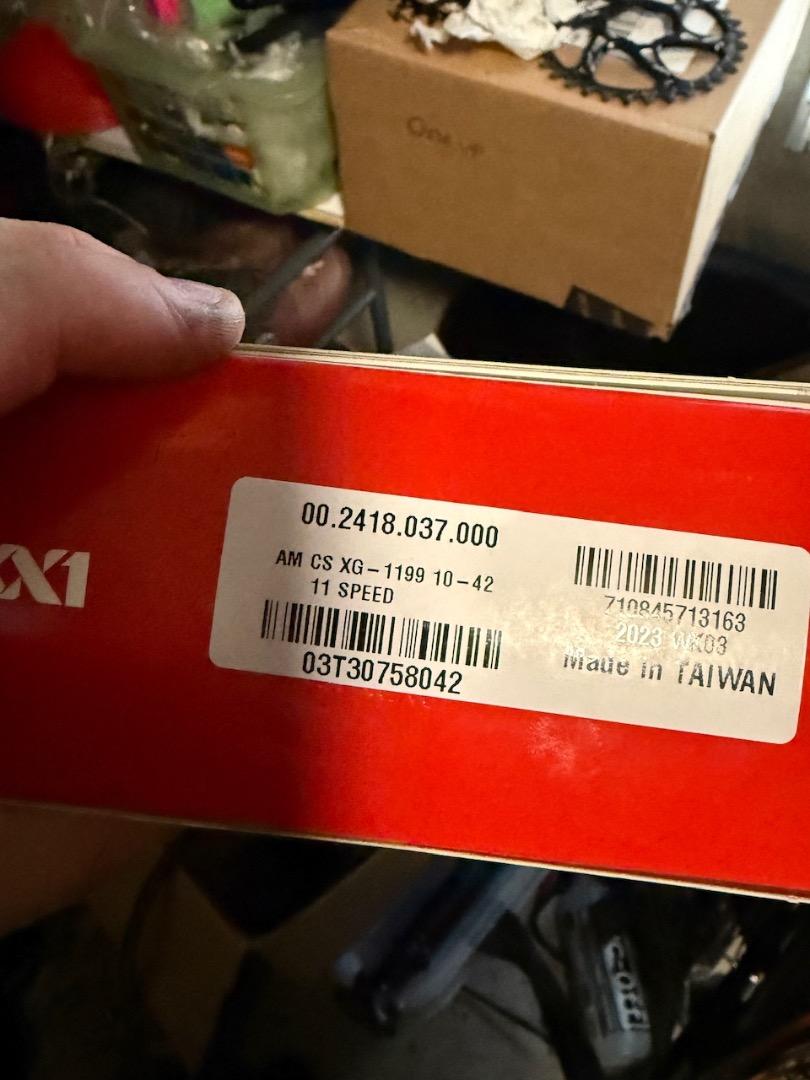 XX1
00.2418.037.000
AM CS XG-1199 10-42
11 SPEED
03T30758042
710845713163
2023 WK03
Made in TAIWAN